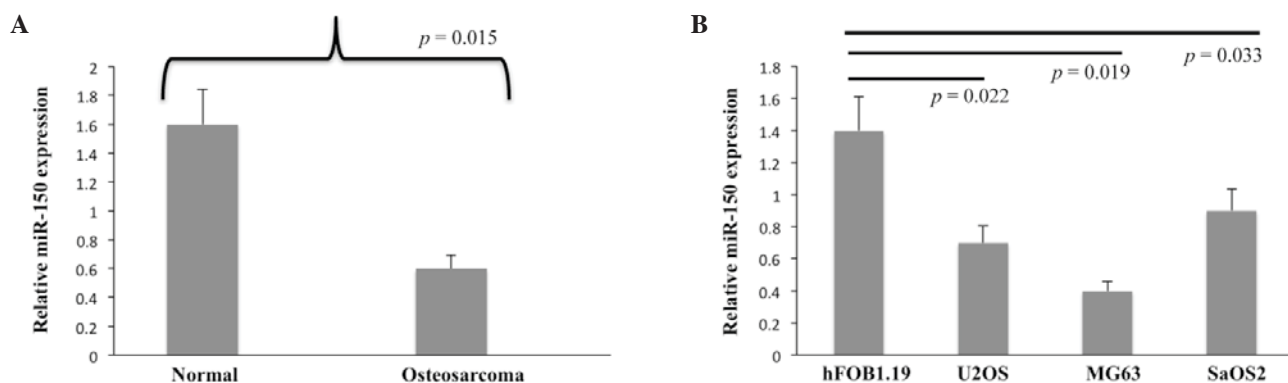 A
p = 0.015
Relative miR-150 expression
2
1.8
1.6
1.4
1.2
1
0.8
0.6
0.4
0.2
0
Normal Osteosarcoma
B
p = 0.033
p = 0.019
p = 0.022
Relative miR-150 expression
1.8
1.6
1.4
1.2
1
0.8
0.6
0.4
0.2
0
hFOB1.19 U2OS MG63 SaOS2